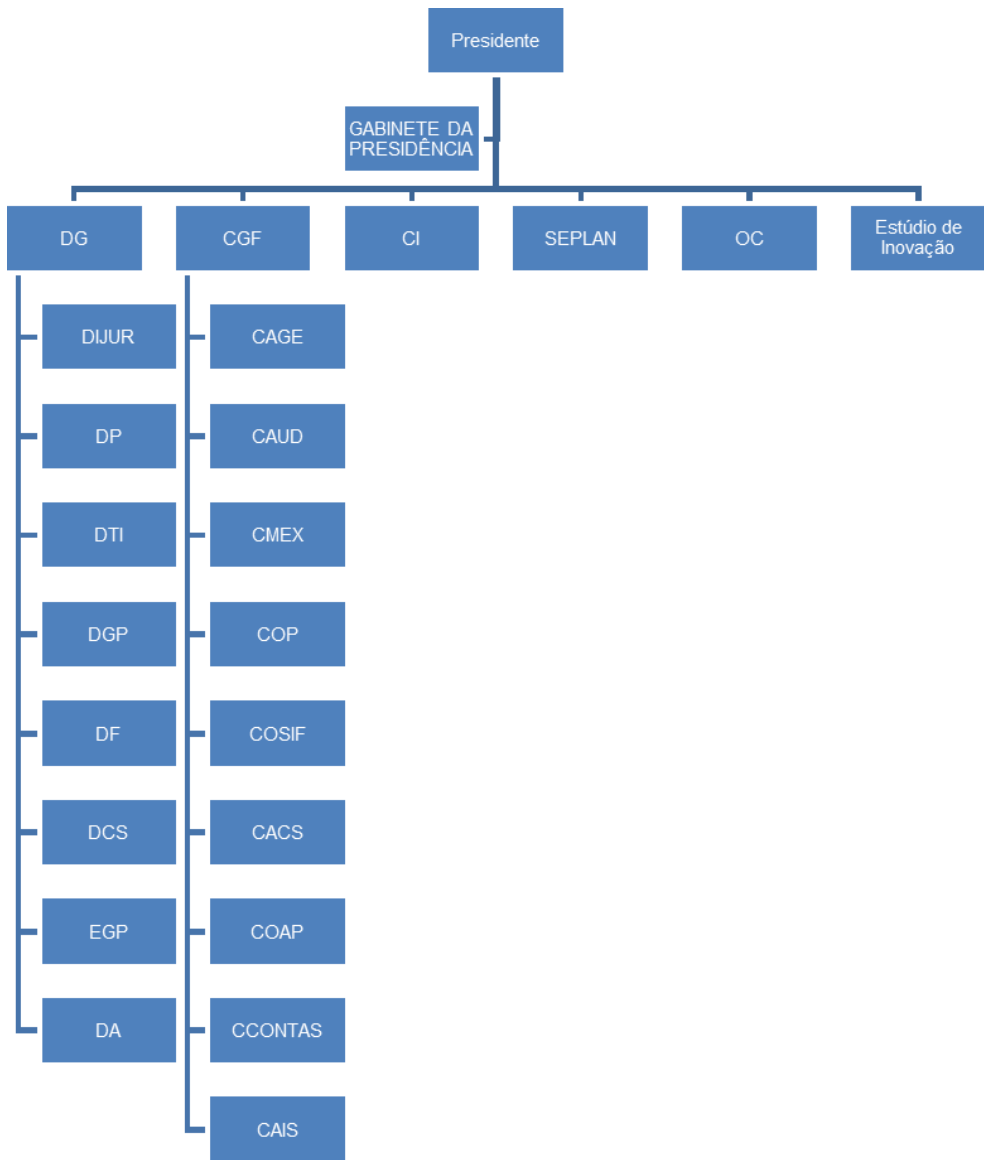 Presidente
GABINETE DA
PRESIDÊNCIA
DG
CGF
CI
SEPLAN
OC
Estúdio de
Inovação
DIJUR
CAGE
DP
CAUD
DTI
CMEX
DGP
COP
DF
COSIF
DCS
CACS
EGP
COAP
DA
CCONTAS
CAIS